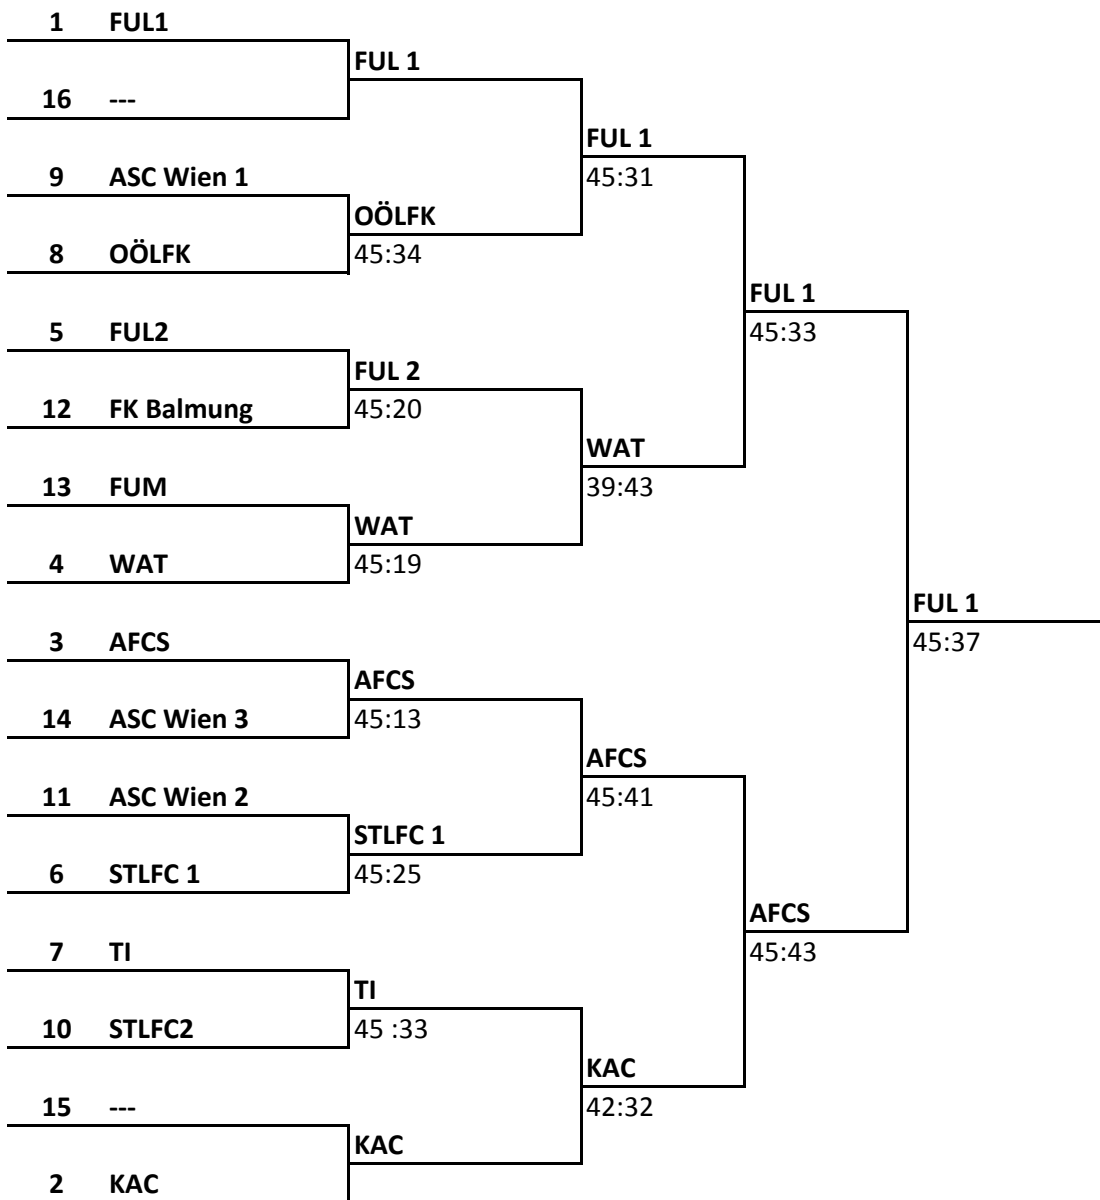 1 FUL1
FUL 1
16 ---
FUL 1
9 ASC Wien 1
45:31
OÖLFK
8 OÖLFK
45:34
FUL 1
5 FUL2
45:33
FUL 2
12 FK Balmung
45:20
WAT
13 FUM
39:43
WAT
4 WAT
45:19
FUL 1
3 AFCS
45:37
AFCS
14 ASC Wien 3
45:13
AFCS
11 ASC Wien 2
45:41
STLFC 1
6 STLFC 1
45:25
AFCS
7 TI
45:43
TI
10 STLFC2
45 :33
KAC
15 ---
42:32
KAC
2 KAC